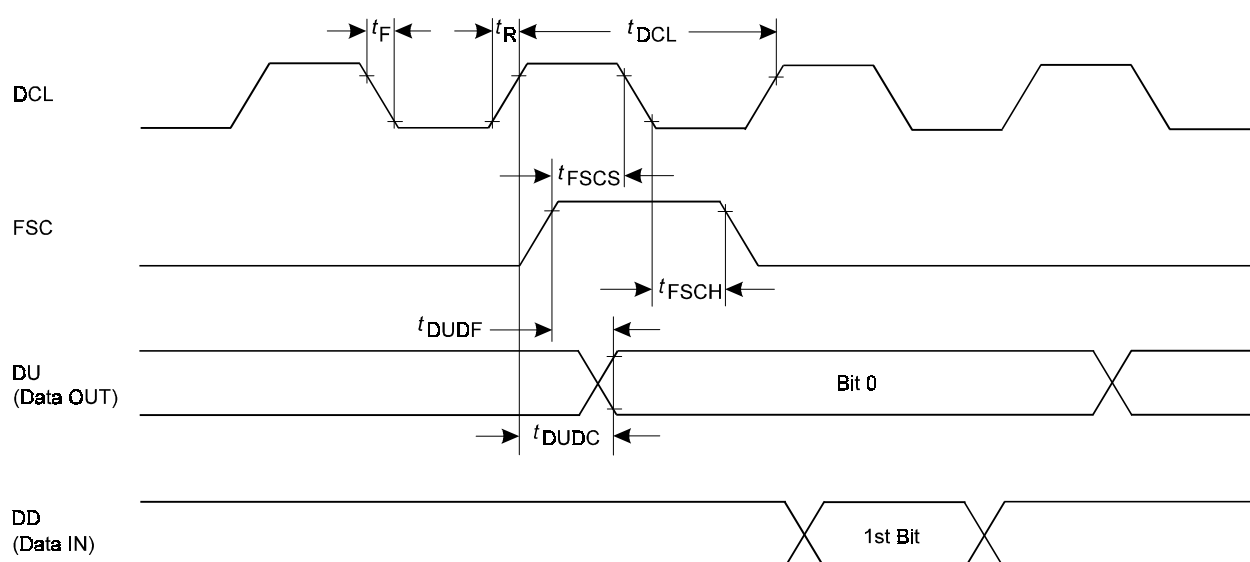 tF
tR
tDCL
DCL
tFSCS
FSC
tFSCH
tDUDF
DU
(Data OUT)
Bit 0
tDUDC
DD
(Data IN)
1st Bit